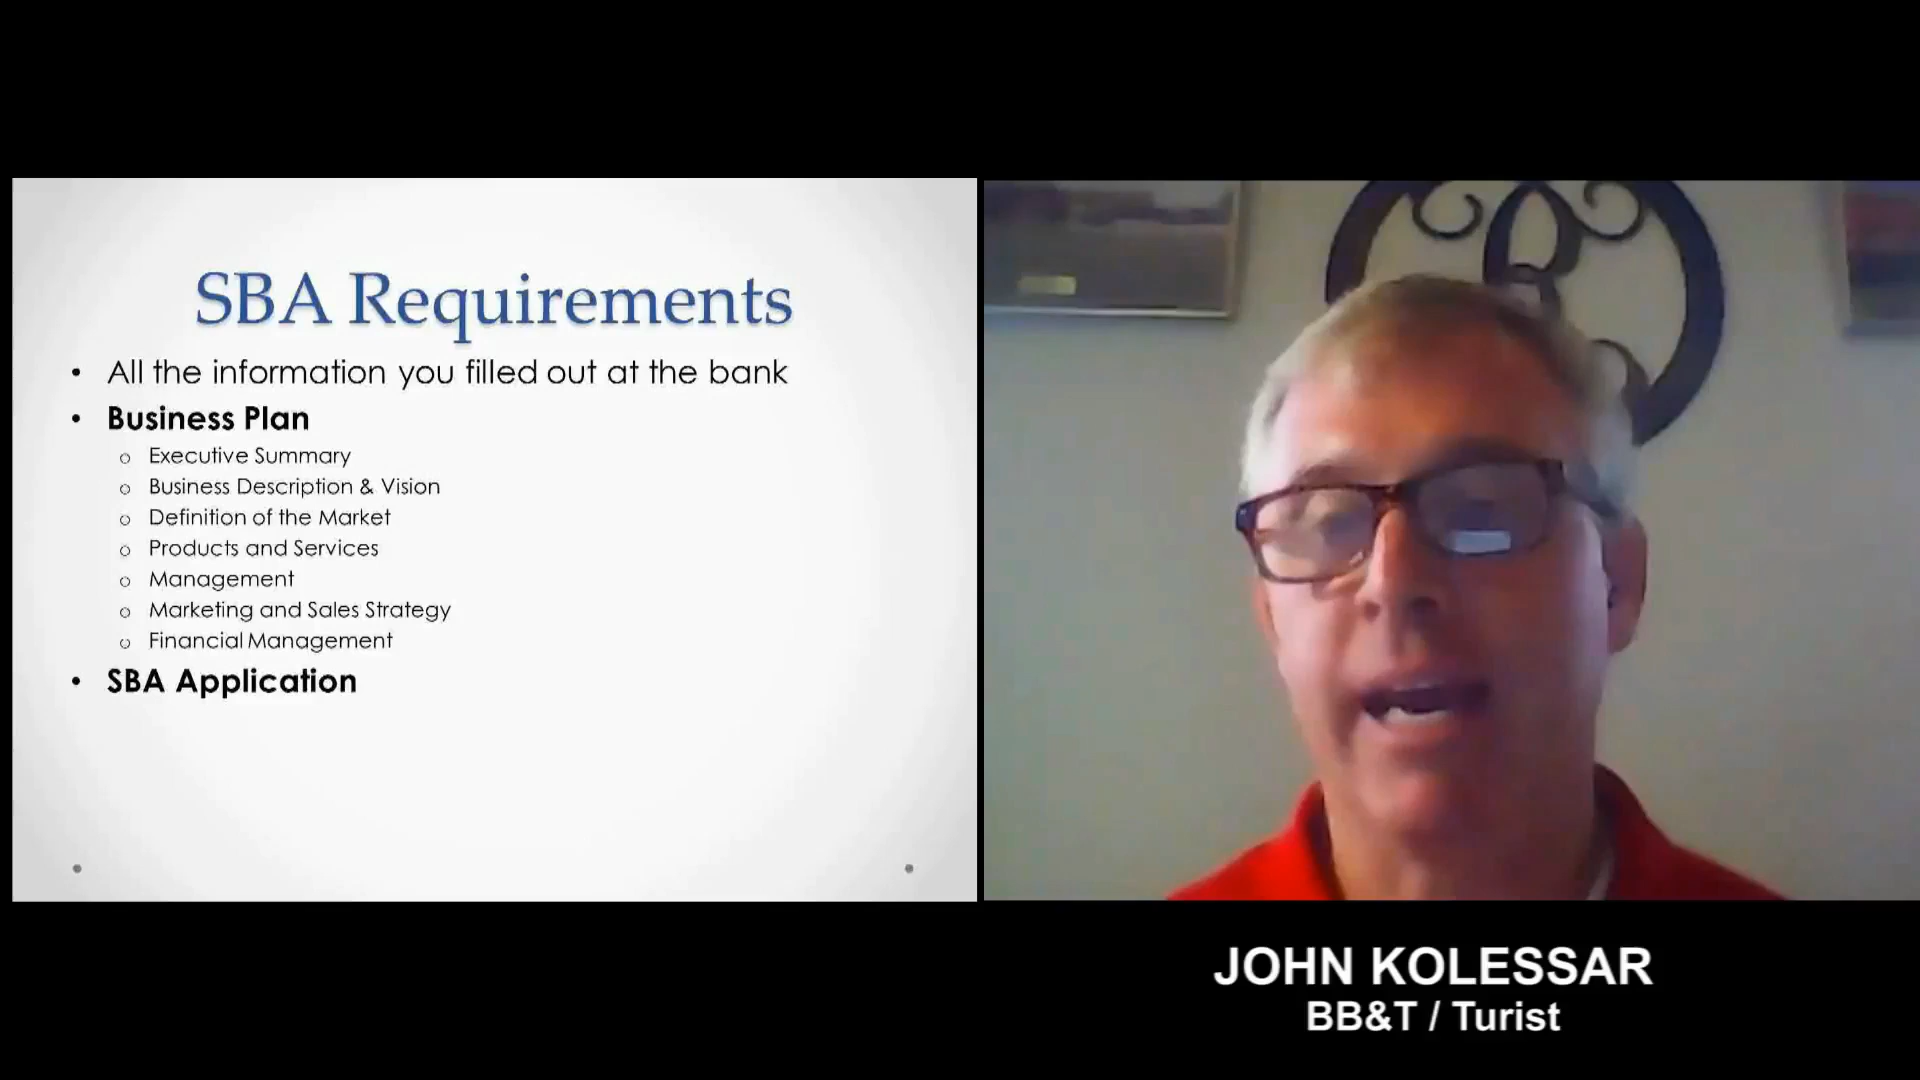 SBA Requirements
• All the information you filled out at the bank
• Business Plan
o Executive Summary
o Business Description & Vision
o Definition of the Market
o Products and Services
o Management
o Marketing and Sales Strategy
o Financial Management
• SBA Application
JOHN KOLESSAR
BB&T / Turist